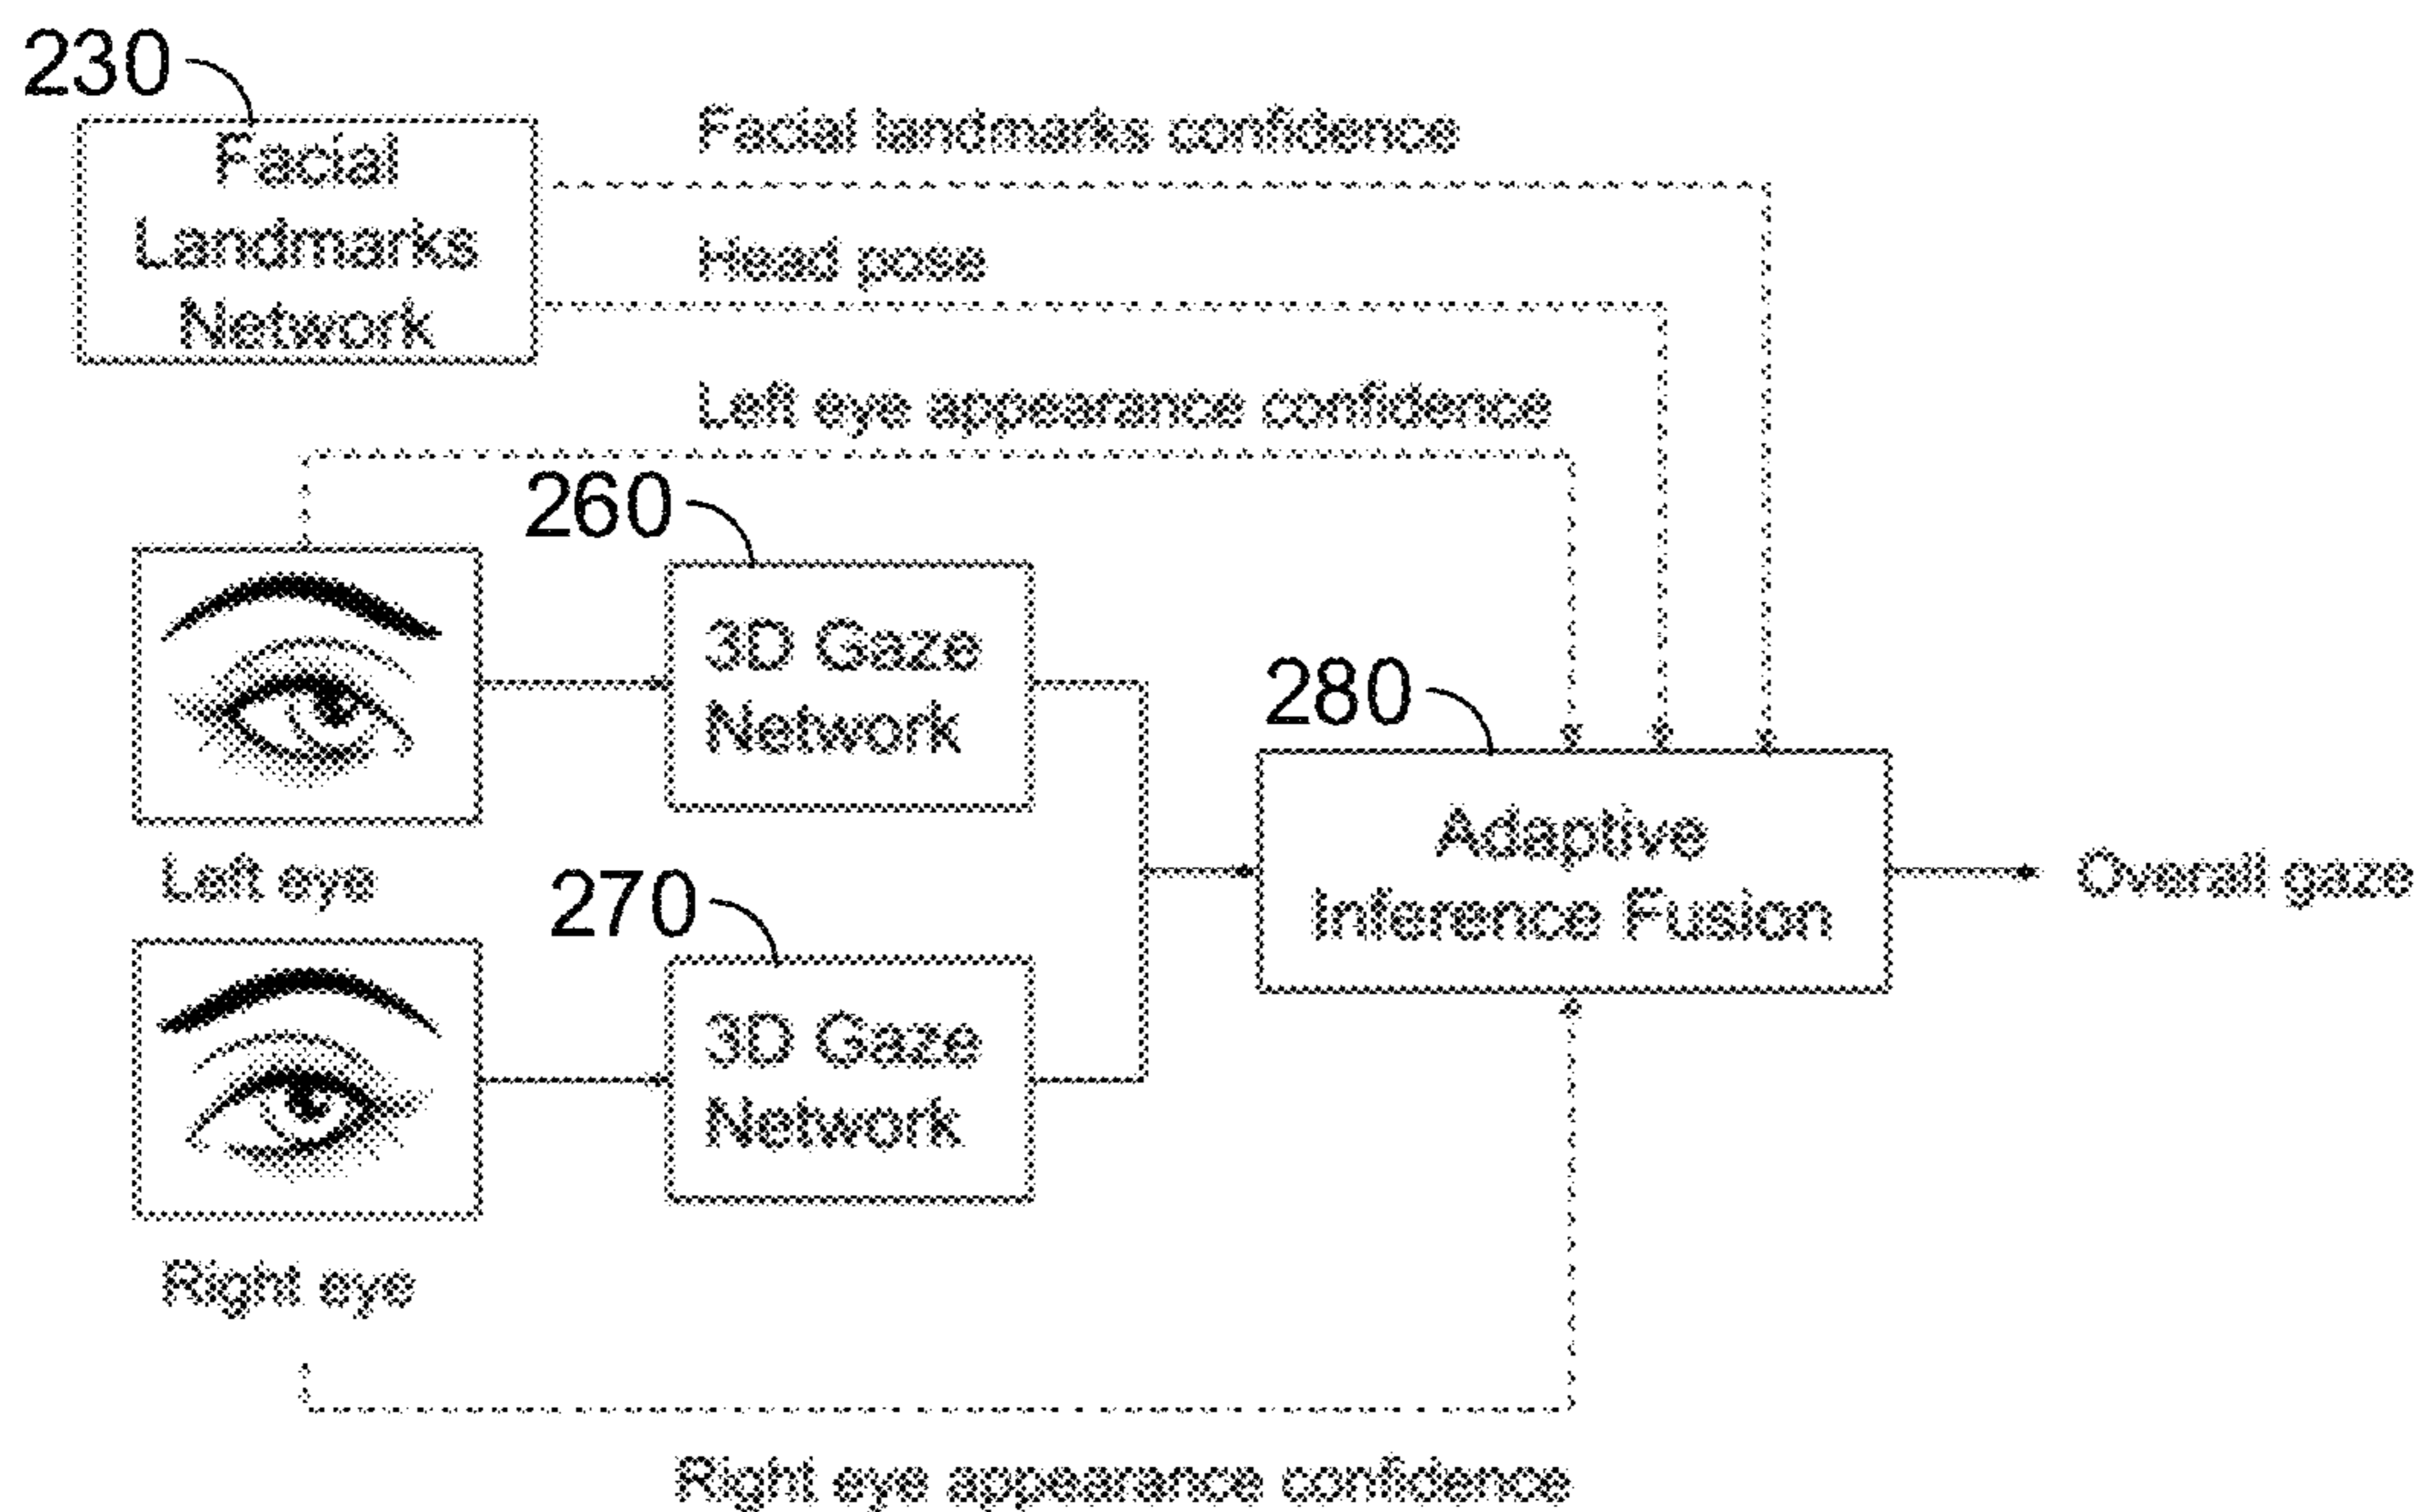 230
Facial
Landmarks
Network
Facial landmarks confidence
Head pose
Left eye appearance confidence
260
3D Gaze
Network
Left eye
270
3D Gaze
Network
Right eye
280
Adaptive
Inference Fusion
Overall gaze
Right eye appearance confidence